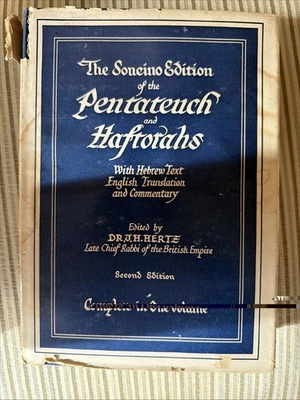 The Soncino Edition
of the
Pentateuch
and
Haftorahs
With Hebrew Text
English Translation
and Commentary
Edited by
DR. J. H. HERTZ
Late Chief Rabbi of the British Empire
Second Edition
Complete in One Volume